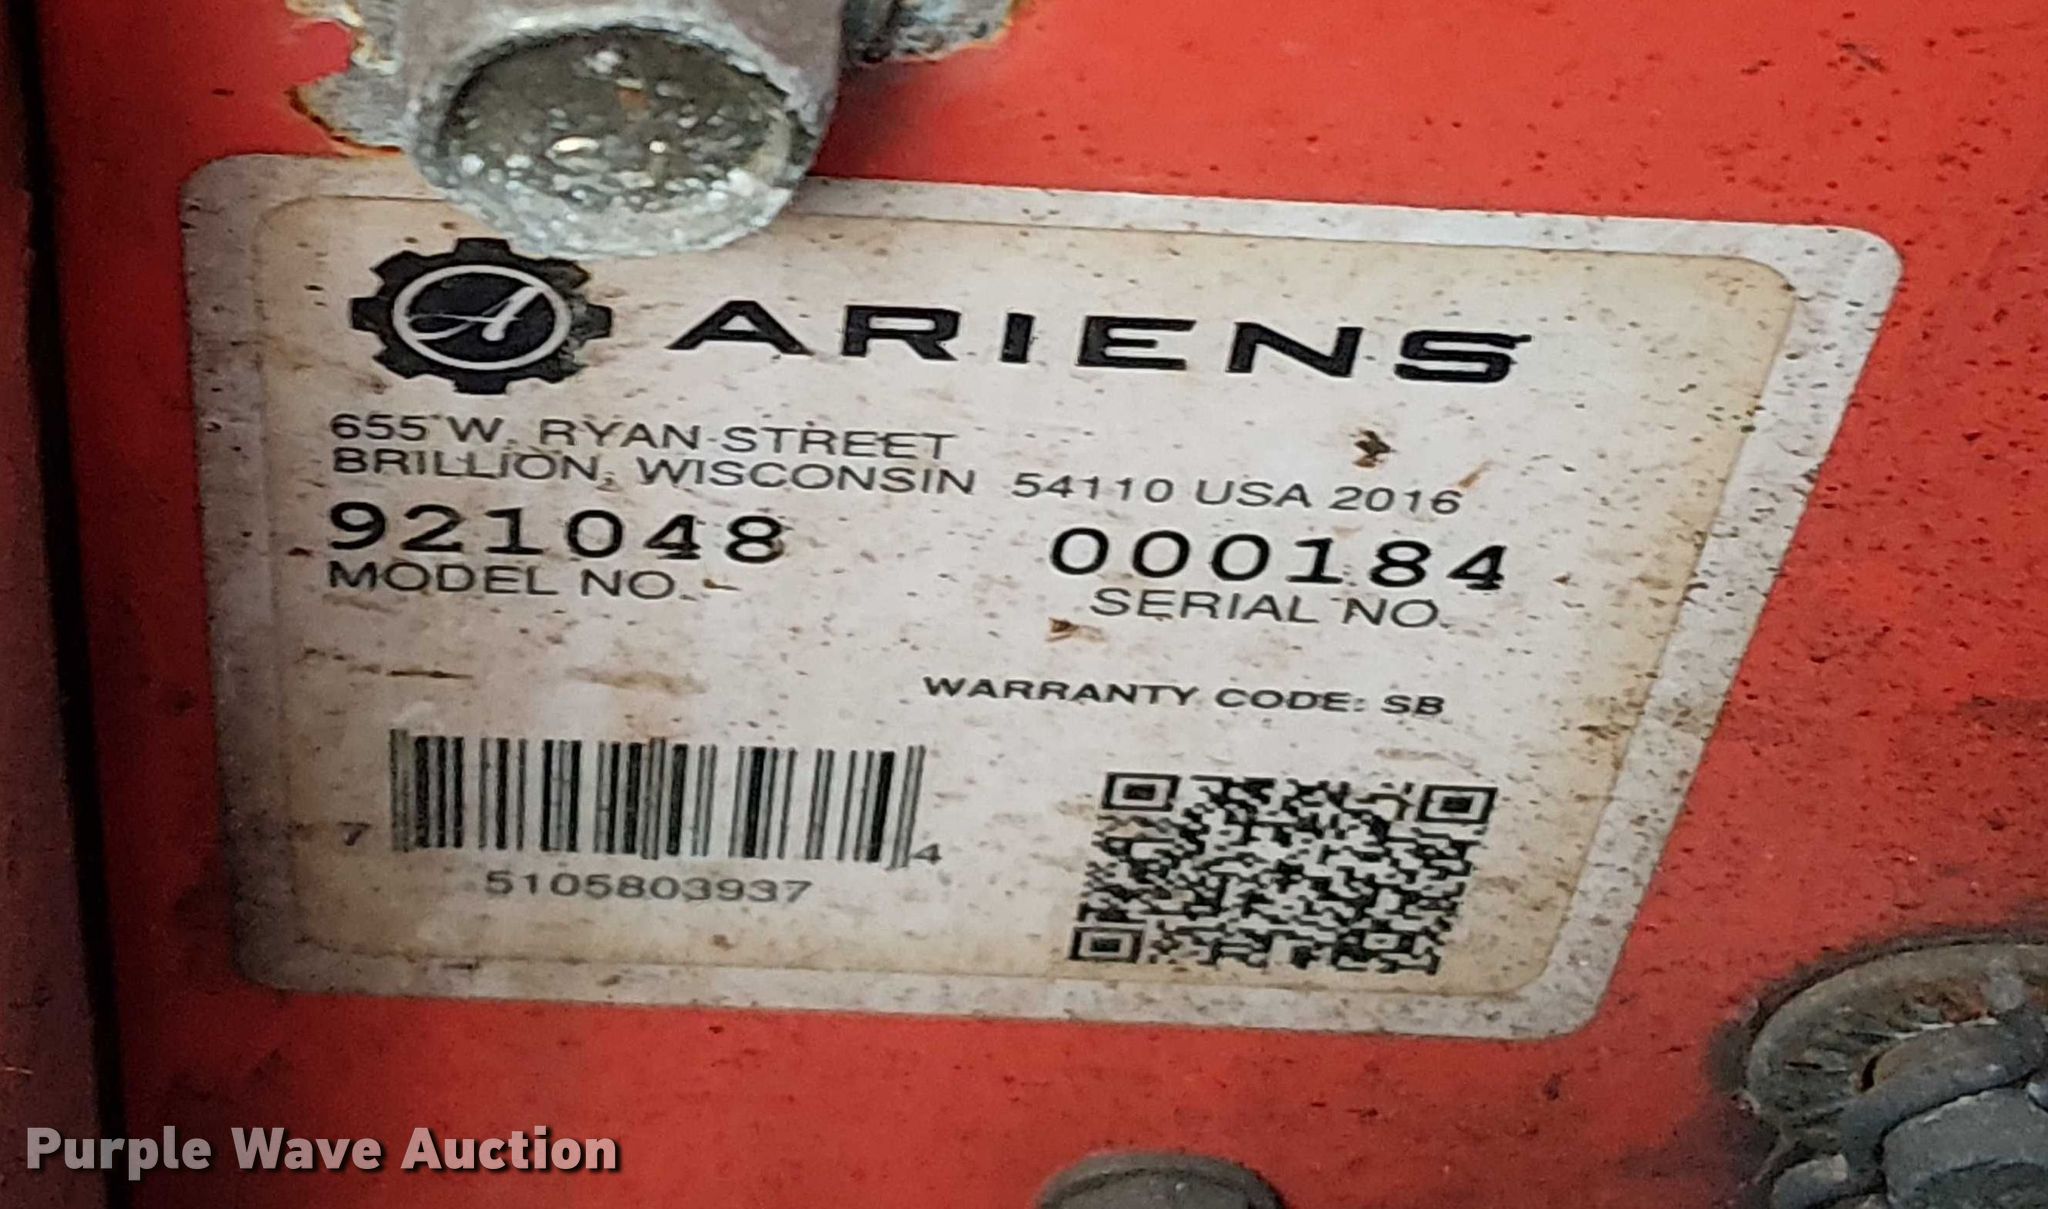 A ARIENS
655 W. RYAN STREET
BRILLION, WISCONSIN 54110 USA 2016
921048 000184
MODEL NO. SERIAL NO.
WARRANTY CODE: SB
7 4
5105803937
Purple Wave Auction